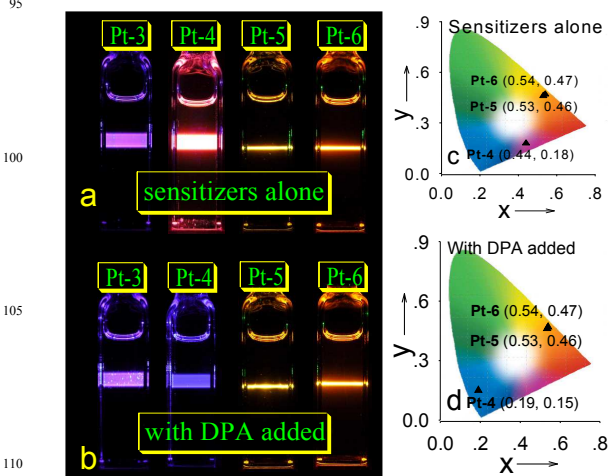 95
100
105
110
Pt-3 Pt-4 Pt-5 Pt-6
a
sensitizers alone
Pt-3 Pt-4 Pt-5 Pt-6
b
with DPA added
Sensitizers alone
.9
.6
.3
0.0
y
Pt-6 (0.54, 0.47)
Pt-5 (0.53, 0.46)
Pt-4 (0.44, 0.18)
c
0.0 .2 .4 .6 .8
x
With DPA added
.9
.6
.3
0.0
y
Pt-6 (0.54, 0.47)
Pt-5 (0.53, 0.46)
Pt-4 (0.19, 0.15)
d
0.0 .2 .4 .6 .8
x